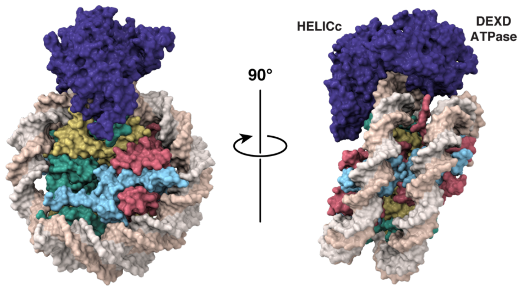 HELICc
DEXD
ATPase
90°